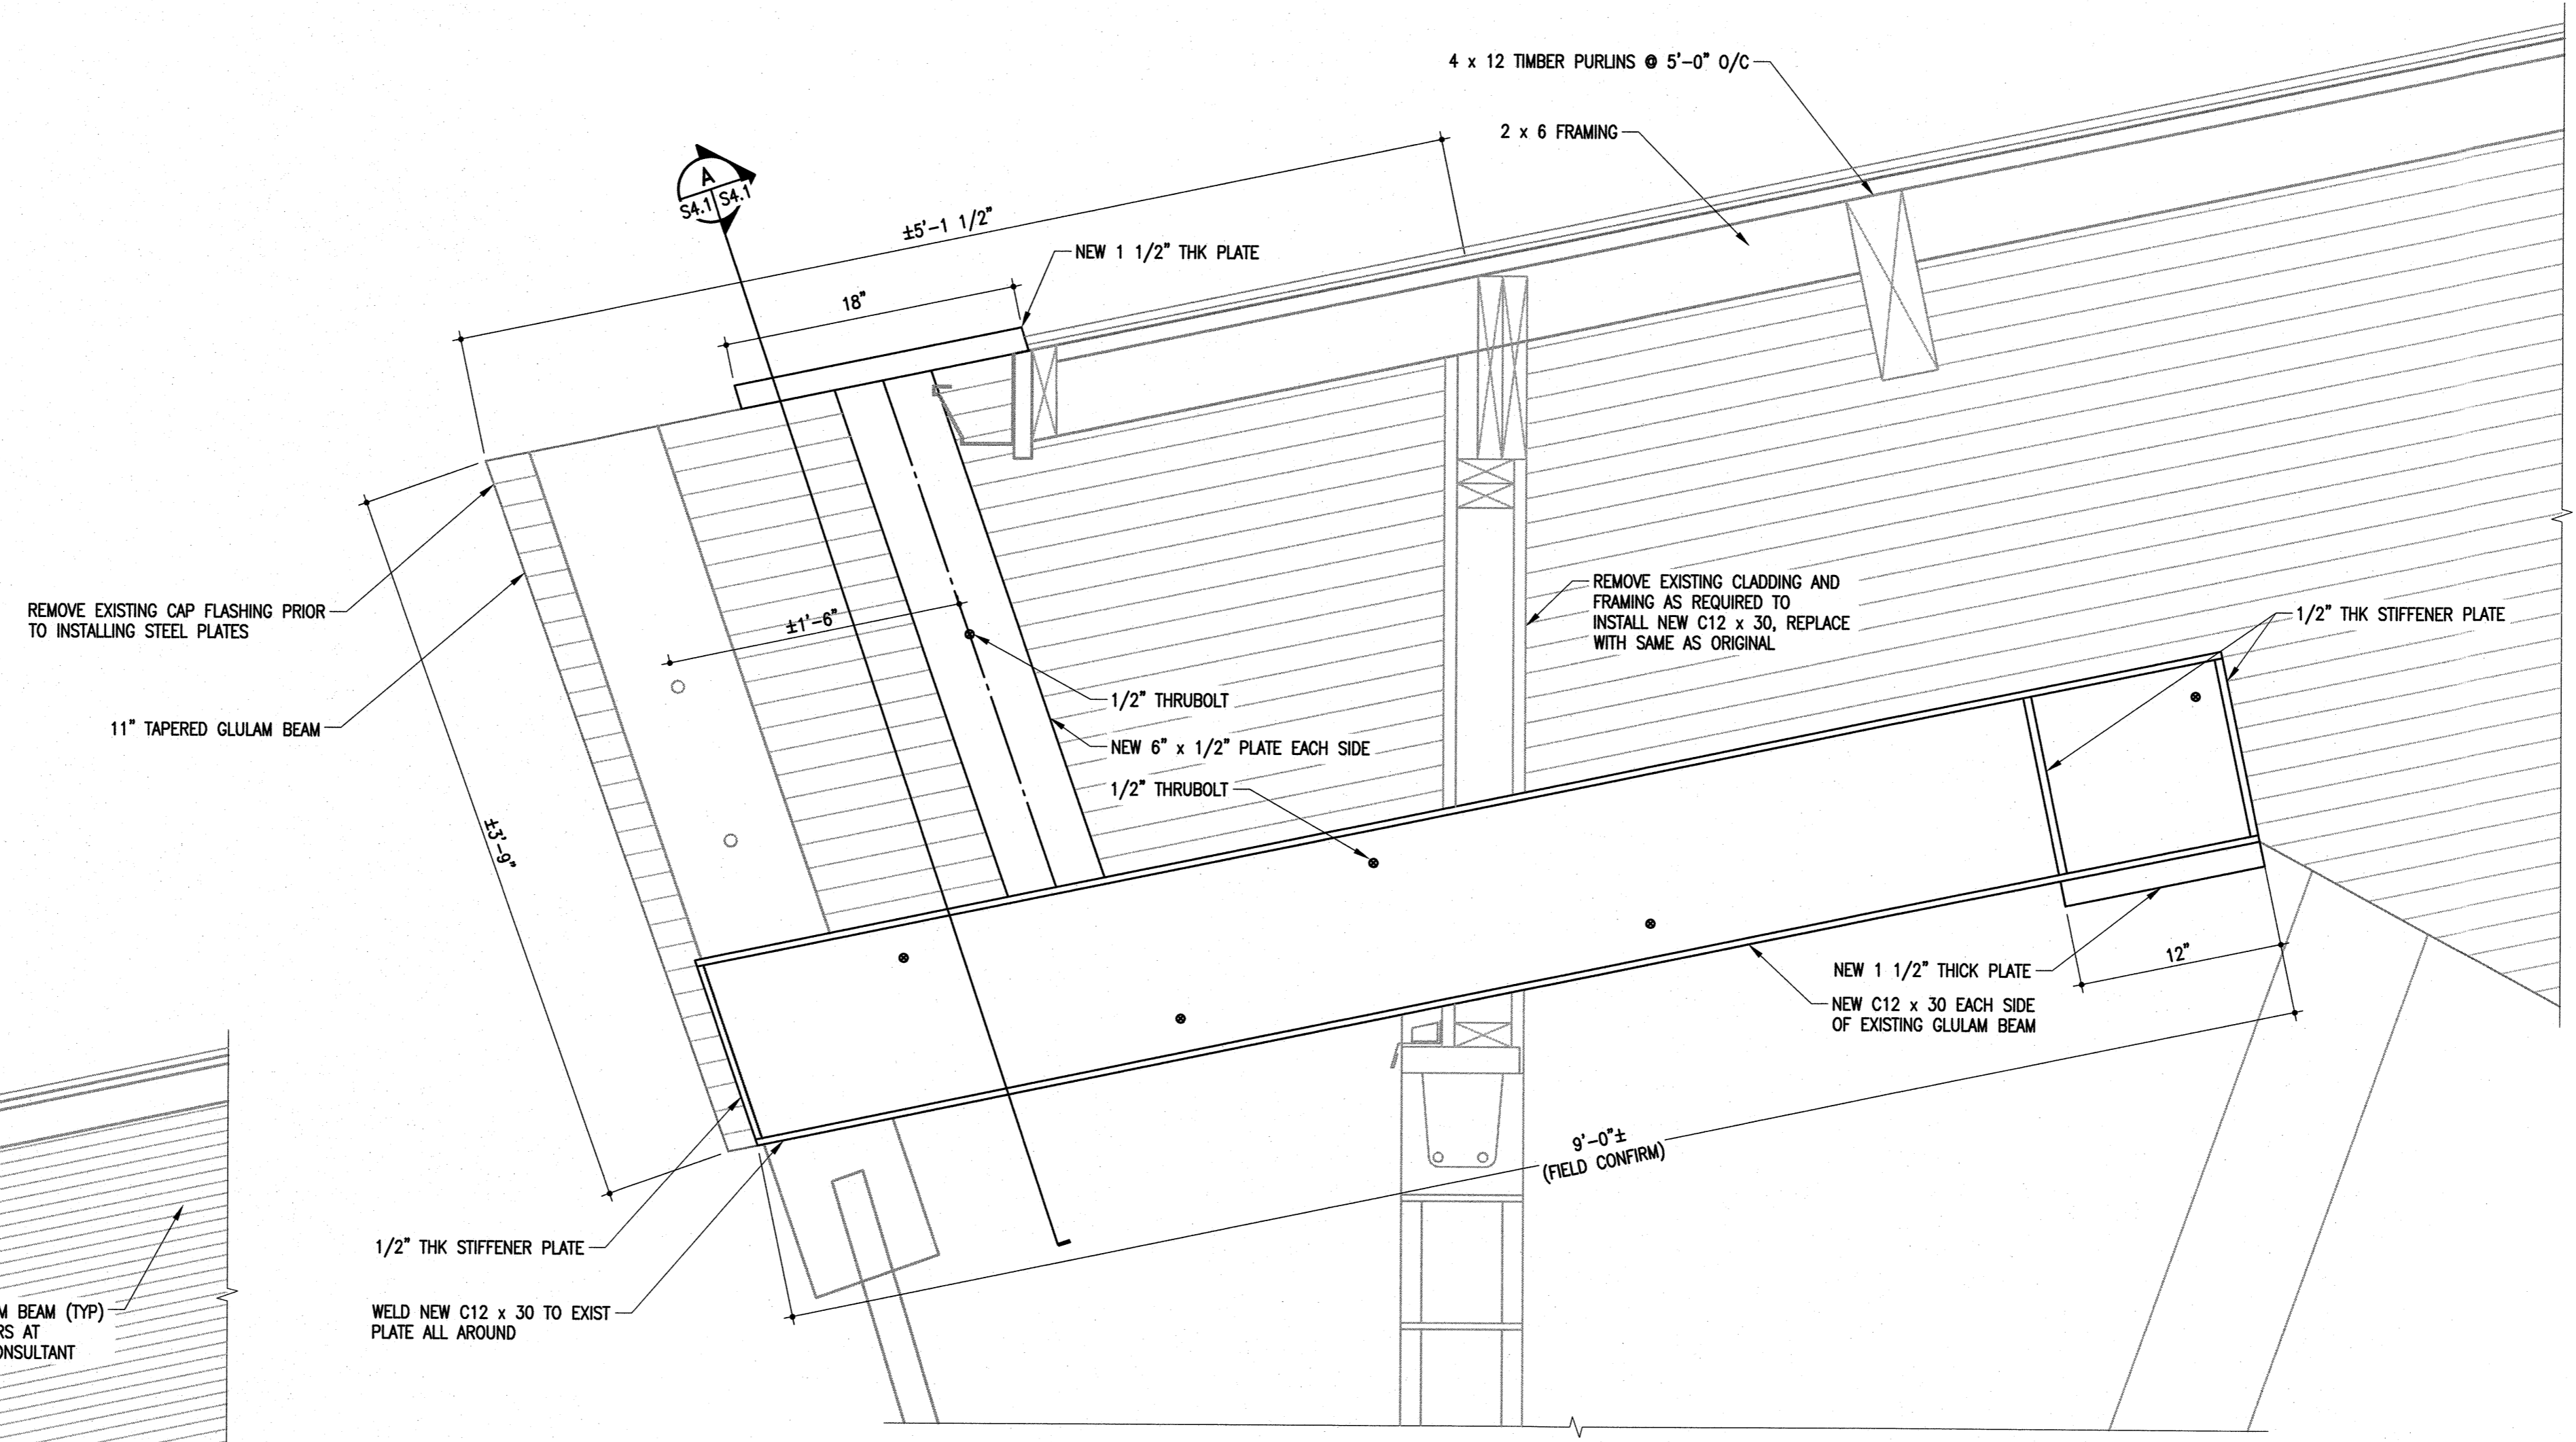 4 x 12 TIMBER PURLINS @ 5'-0" O/C
2 x 6 FRAMING
A
S4.1 S4.1
±5'-1 1/2"
NEW 1 1/2" THK PLATE
18"
REMOVE EXISTING CAP FLASHING PRIOR
TO INSTALLING STEEL PLATES
±1'-6"
REMOVE EXISTING CLADDING AND
FRAMING AS REQUIRED TO
INSTALL NEW C12 x 30, REPLACE
WITH SAME AS ORIGINAL
1/2" THK STIFFENER PLATE
11" TAPERED GLULAM BEAM
1/2" THRUBOLT
NEW 6" x 1/2" PLATE EACH SIDE
1/2" THRUBOLT
±3'-9"
NEW 1 1/2" THICK PLATE
12"
NEW C12 x 30 EACH SIDE
OF EXISTING GLULAM BEAM
9'-0"±
(FIELD CONFIRM)
1/2" THK STIFFENER PLATE
WELD NEW C12 x 30 TO EXIST
PLATE ALL AROUND
M BEAM (TYP)
RS AT
ONSULTANT